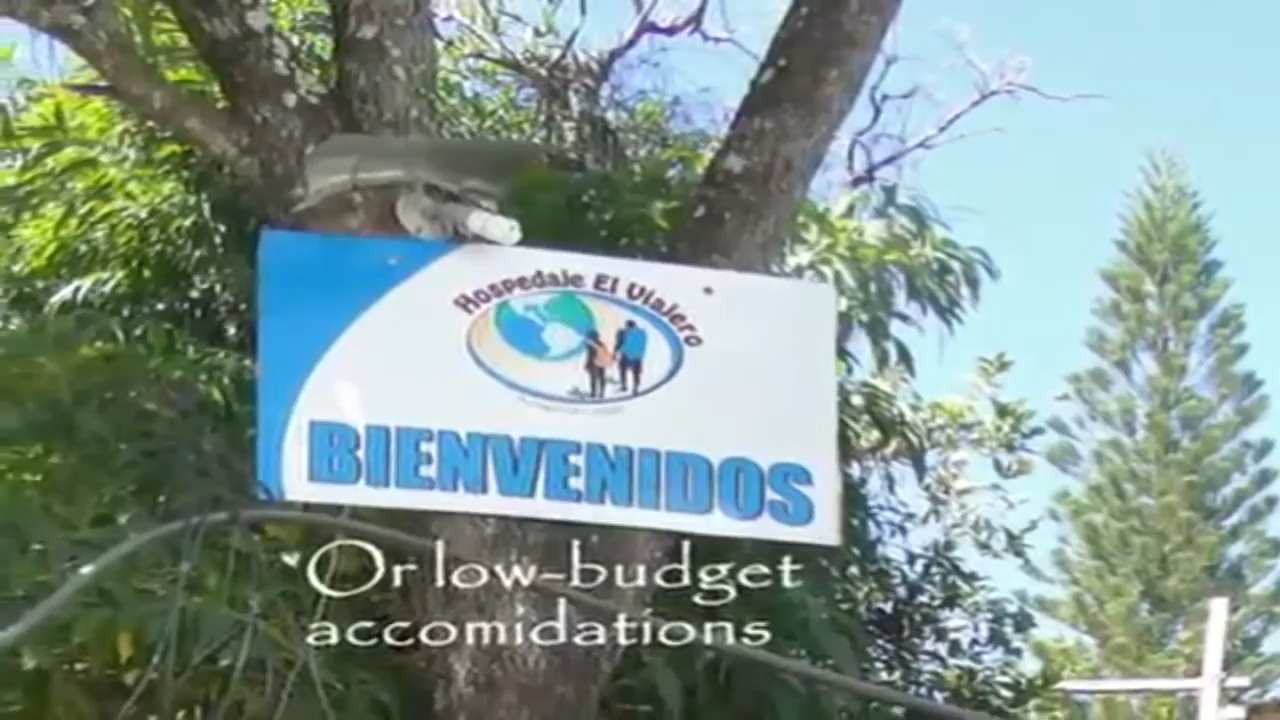 Hospedaje El Viajero
BIENVENIDOS
"Or low-budget
accomidations